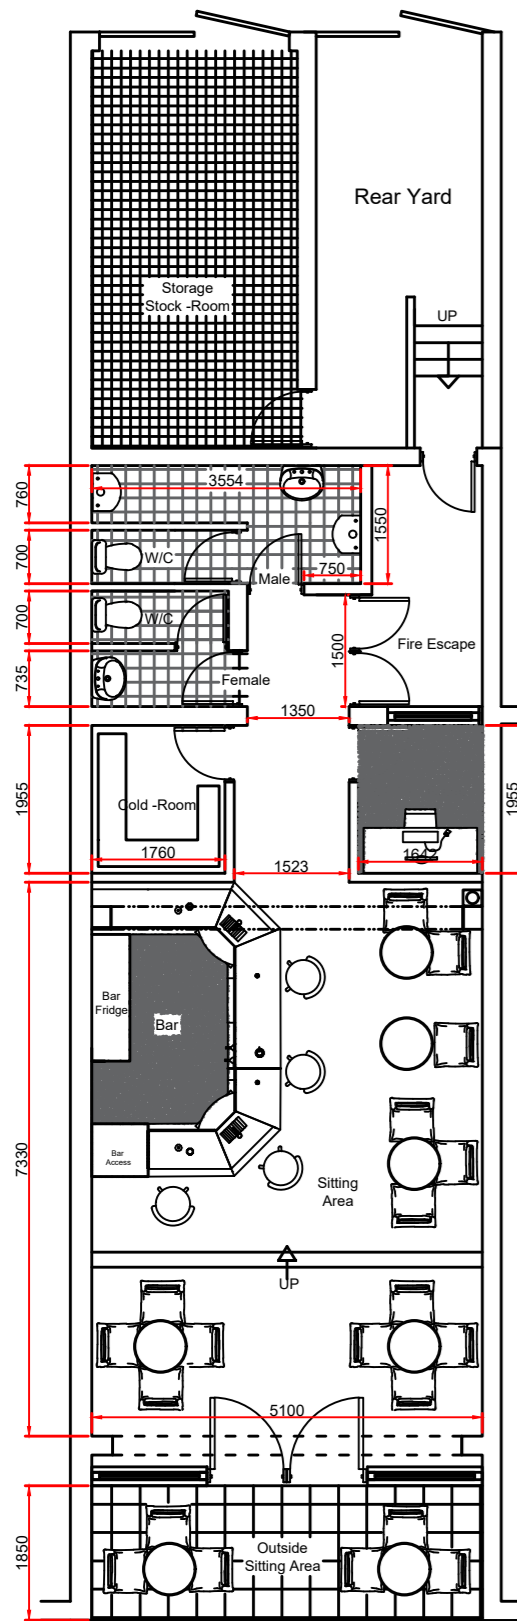 Rear Yard
Storage
Stock -Room
UP
3554
760
1550
W/C
700
Male
750
700
W/C
1500
Fire Escape
735
Female
1350
1955
Cold -Room
1955
1760
1523
Bar
Fridge
Bar
7330
Bar
Access
Sitting
Area
UP
5100
1850
Outside
Sitting Area